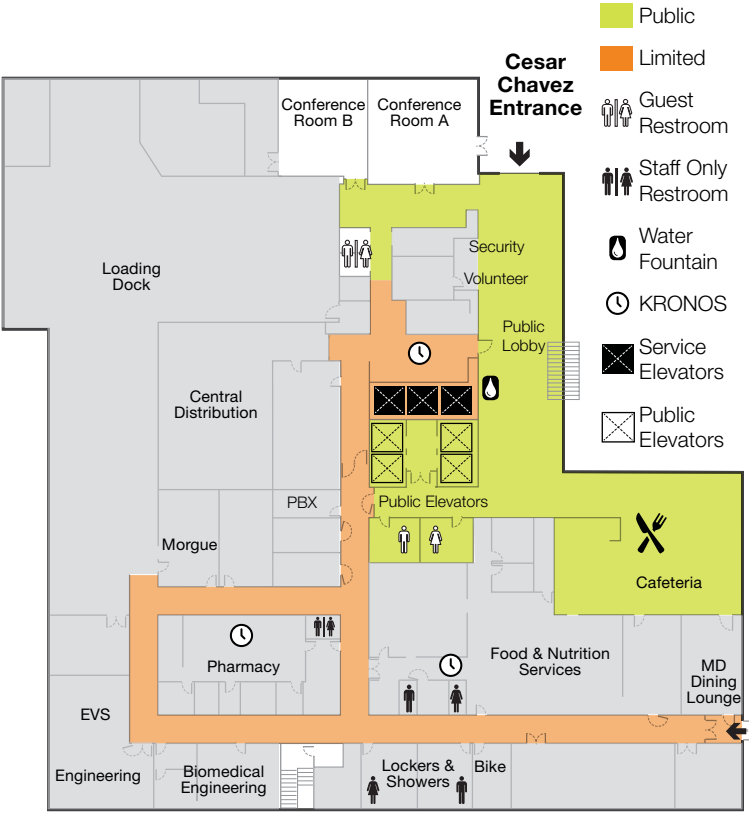 Public
Limited
Guest
Restroom
Staff Only
Restroom
Water
Fountain
KRONOS
Service
Elevators
Public
Elevators
Cesar
Chavez
Entrance
Conference
Room B
Conference
Room A
Security
Volunteer
Loading
Dock
Public
Lobby
Central
Distribution
PBX
Public Elevators
Morgue
Cafeteria
Pharmacy
Food & Nutrition
Services
MD
Dining
Lounge
EVS
Engineering
Biomedical
Engineering
Lockers &
Showers
Bike